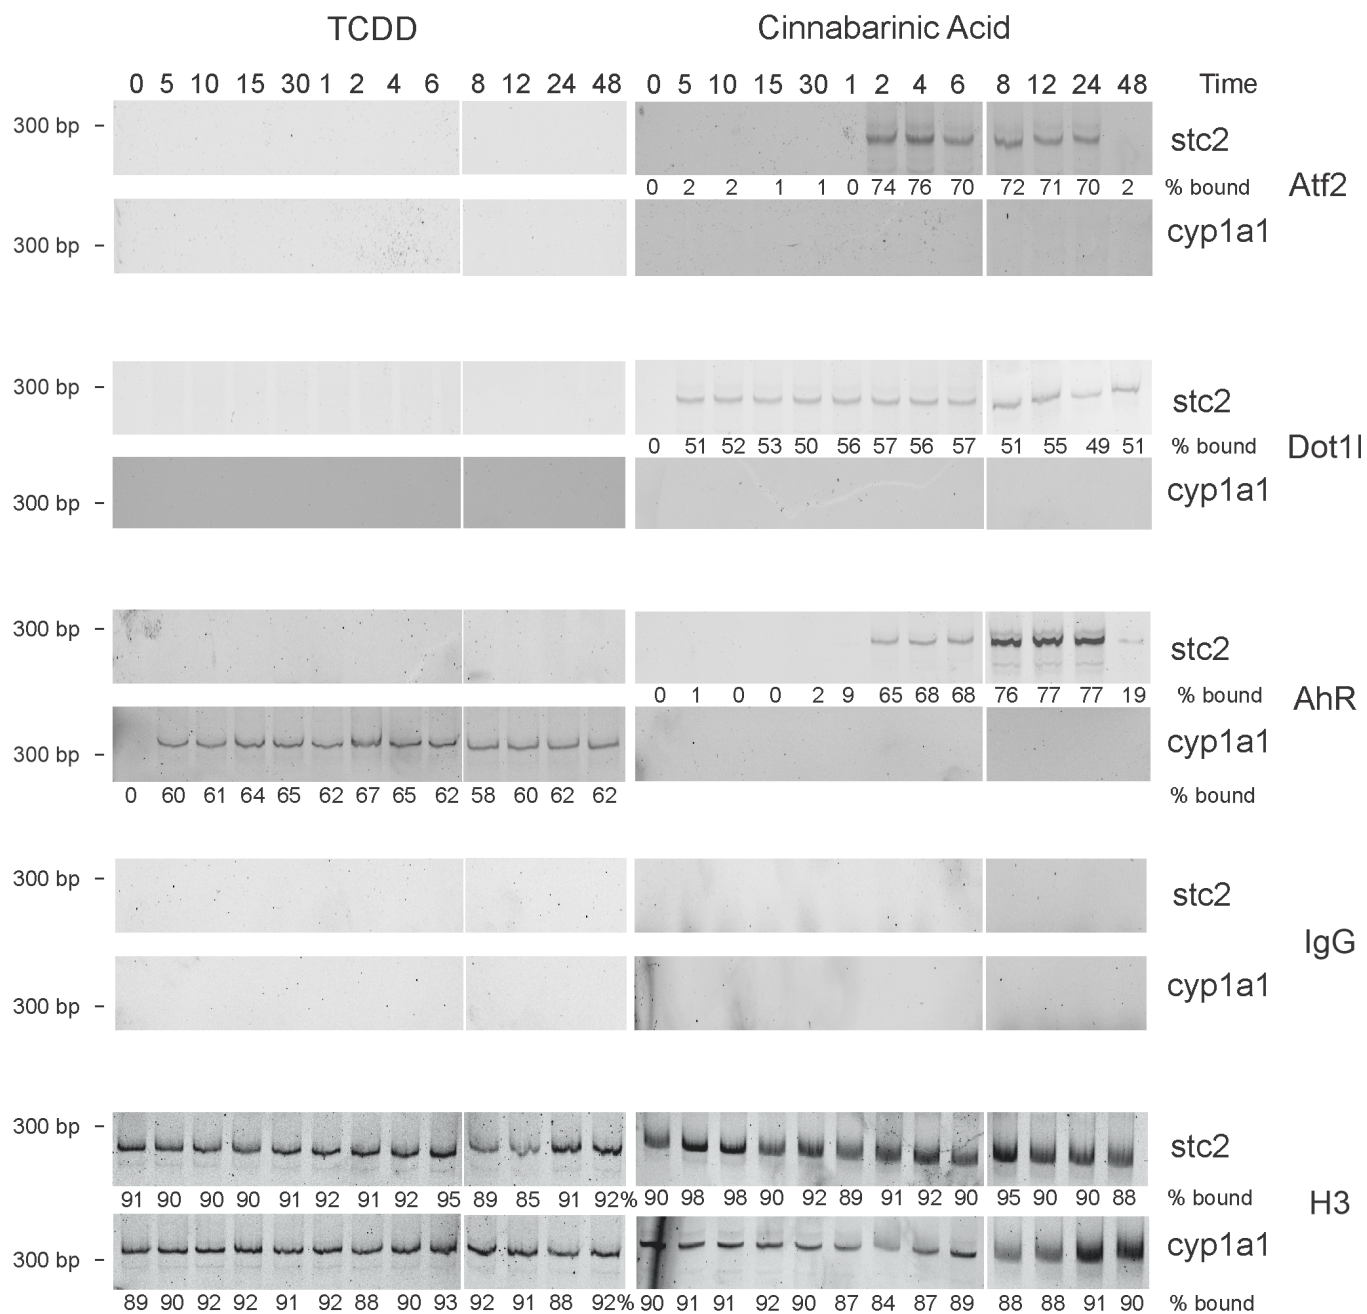 TCDD Cinnabarinic Acid
0 5 10 15 30 1 2 4 6 8 12 24 48 0 5 10 15 30 1 2 4 6 8 12 24 48 Time
300 bp - stc2
0 2 2 1 1 0 74 76 70 72 71 70 2 % bound Atf2
300 bp - cyp1a1
300 bp - stc2
0 51 52 53 50 56 57 56 57 51 55 49 51 % bound Dot1l
300 bp - cyp1a1
300 bp - stc2
0 1 0 0 2 9 65 68 68 76 77 77 19 % bound AhR
300 bp - cyp1a1
0 60 61 64 65 62 67 65 62 58 60 62 62 % bound
300 bp - stc2
IgG
300 bp - cyp1a1
300 bp - stc2
91 90 90 90 91 92 91 92 95 89 85 91 92% 90 98 98 90 92 89 91 92 90 95 90 90 88 % bound H3
300 bp - cyp1a1
89 90 92 92 91 92 88 90 93 92 91 88 92% 90 91 91 92 90 87 84 87 89 88 88 91 90 % bound